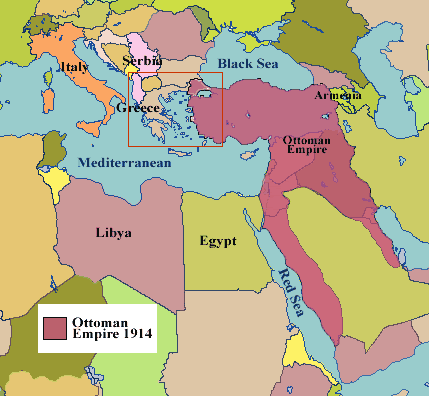 Italy
Serbia
Black Sea
Armenia
Greece
Ottoman
Empire
Mediterranean
Libya
Egypt
Red Sea
Ottoman
Empire 1914